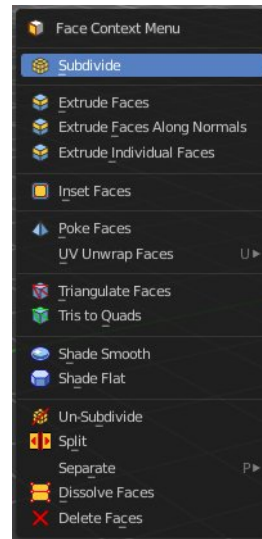 Face Context Menu
Subdivide
Extrude Faces
Extrude Faces Along Normals
Extrude Individual Faces
Inset Faces
Poke Faces
UV Unwrap Faces U
Triangulate Faces
Tris to Quads
Shade Smooth
Shade Flat
Un-Subdivide
Split
Separate P
Dissolve Faces
Delete Faces